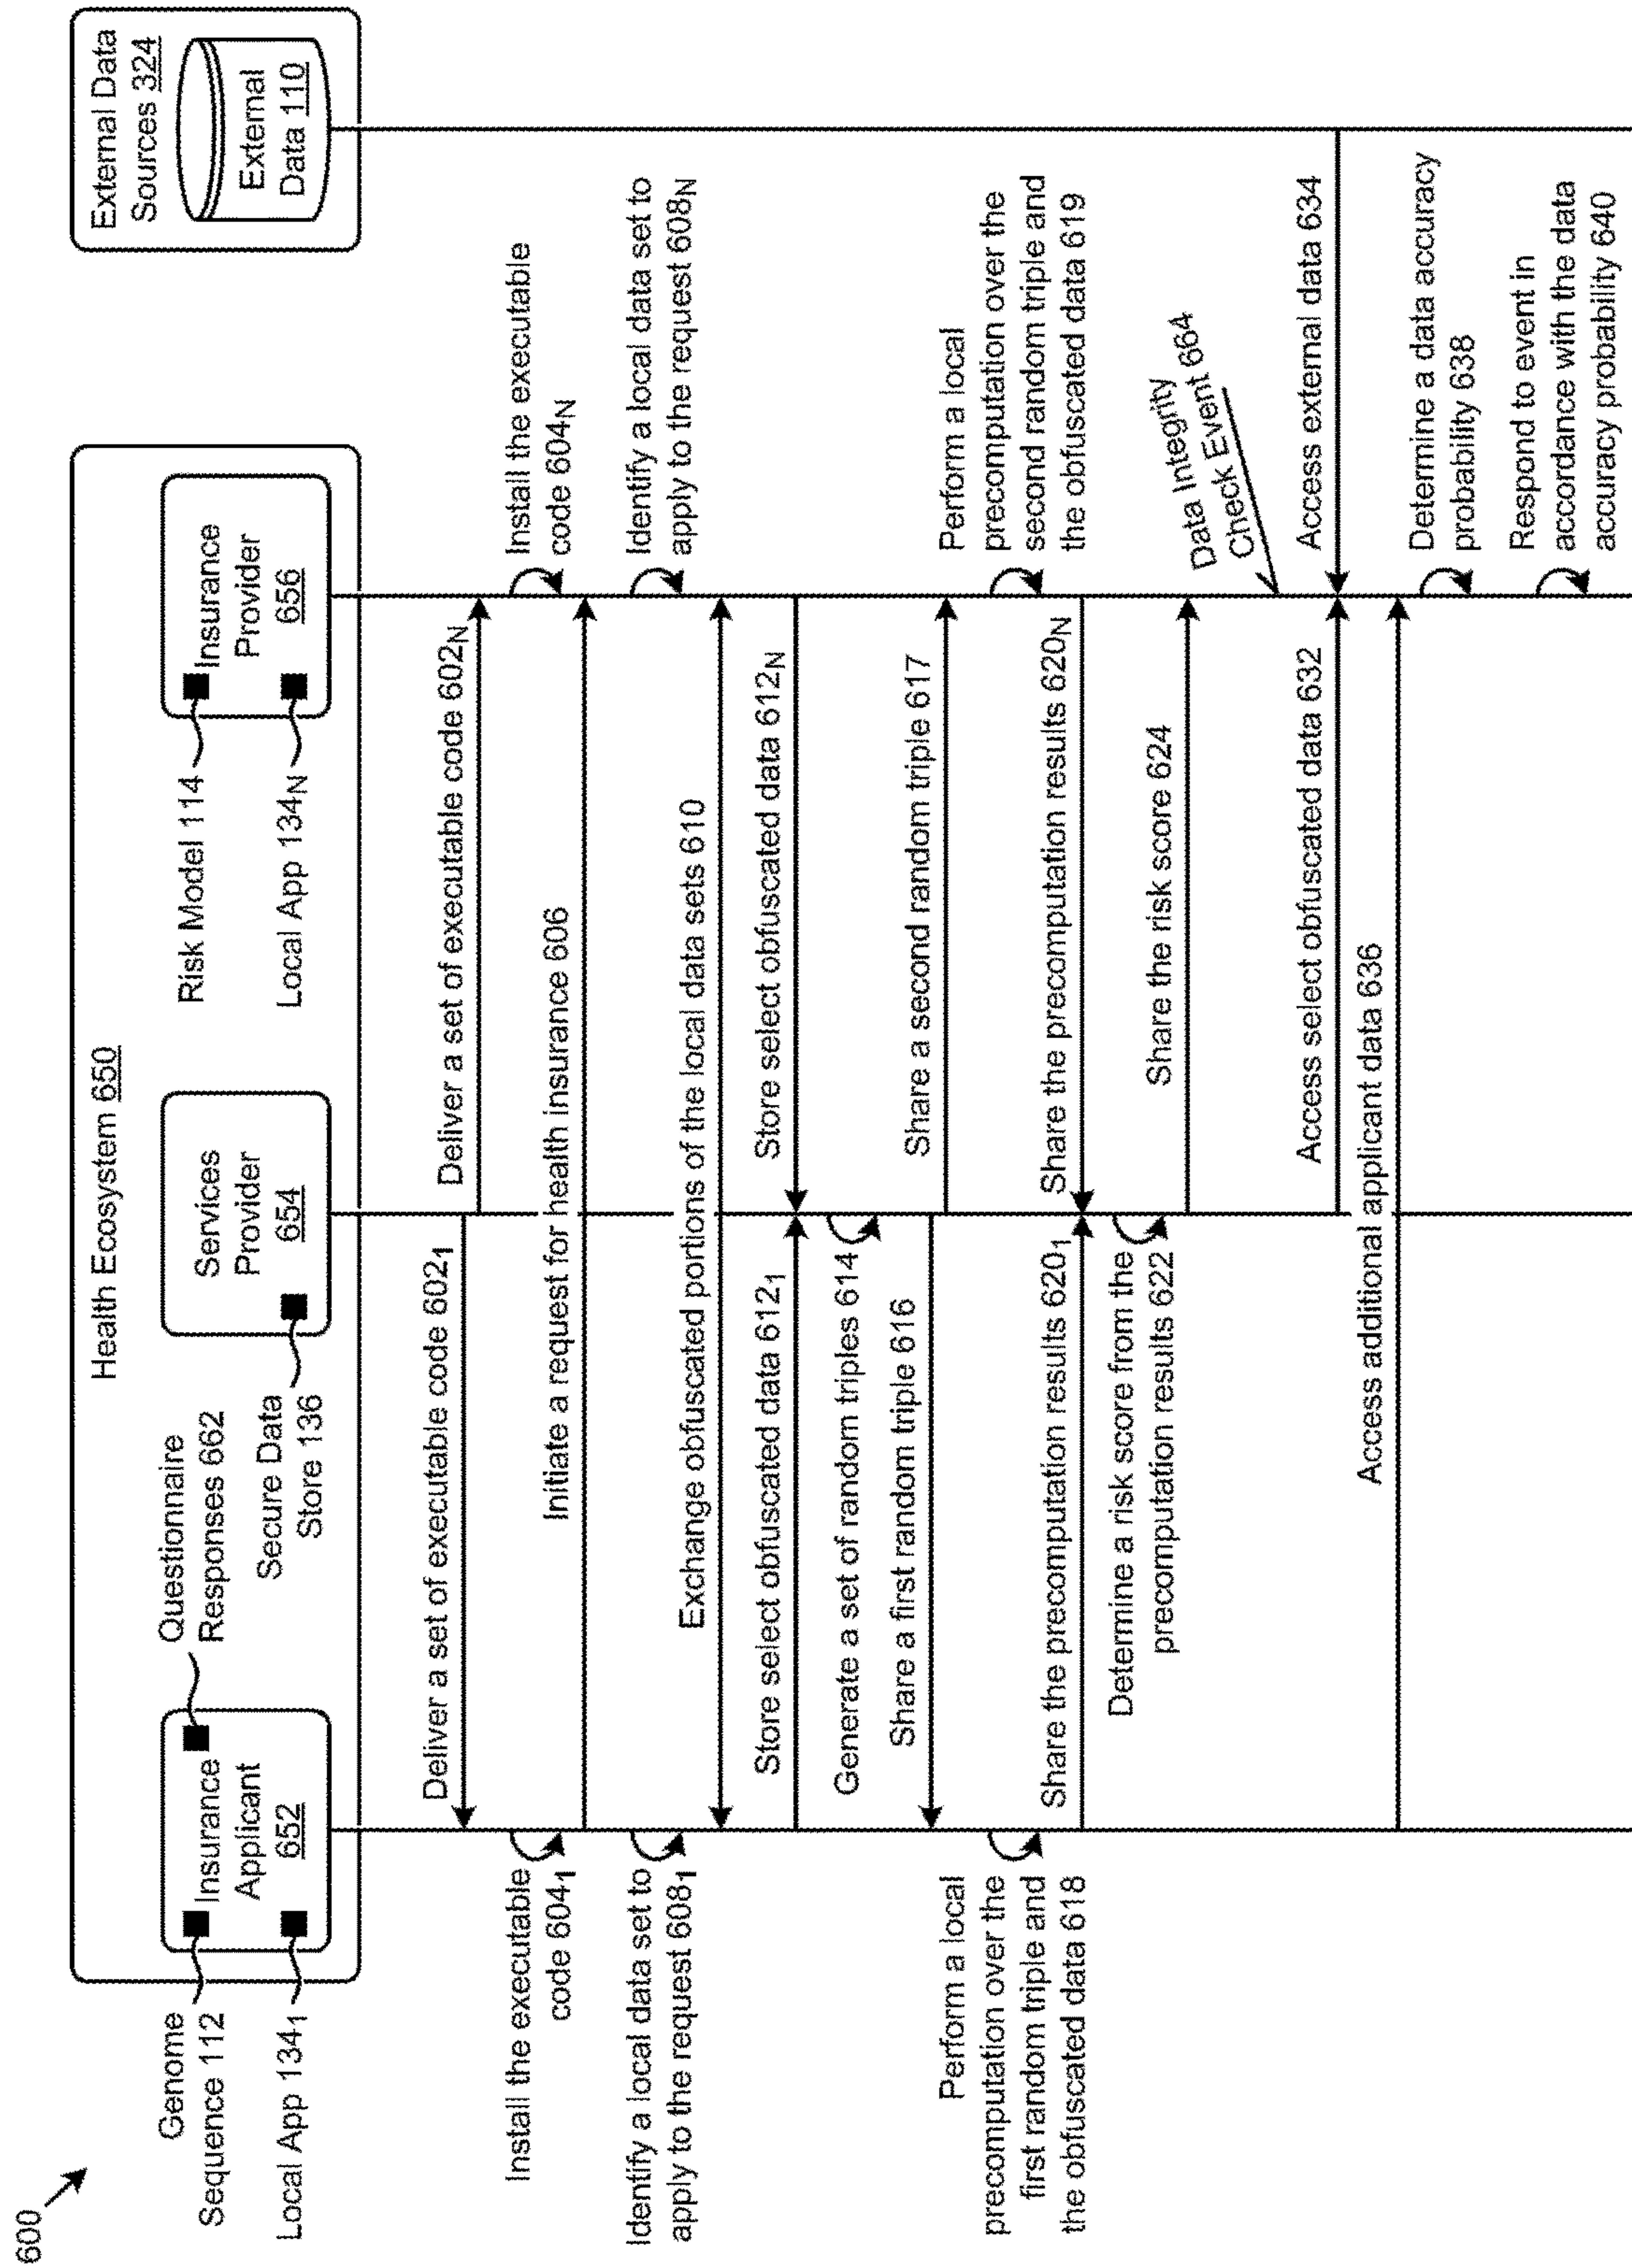 600
Health Ecosystem 650
Genome
Sequence 112
Local App 134₁
Insurance
Applicant
652
Questionnaire
Responses 662
Secure Data
Store 136
Services
Provider
654
Risk Model 114
Local App 134N
Insurance
Provider
656
External Data
Sources 324
External
Data 110
Deliver a set of executable code 602₁
Deliver a set of executable code 602N
Install the executable
code 604₁
Install the executable
code 604N
Initiate a request for health insurance 606
Identify a local data set to
apply to the request 608₁
Identify a local data set to
apply to the request 608N
Exchange obfuscated portions of the local data sets 610
Store select obfuscated data 612₁
Store select obfuscated data 612N
Generate a set of random triples 614
Share a first random triple 616
Share a second random triple 617
Perform a local
precomputation over the
first random triple and
the obfuscated data 618
Perform a local
precomputation over the
second random triple and
the obfuscated data 619
Share the precomputation results 620₁
Share the precomputation results 620N
Determine a risk score from the
precomputation results 622
Share the risk score 624
Data Integrity
Check Event 664
Access select obfuscated data 632
Access external data 634
Access additional applicant data 636
Determine a data accuracy
probability 638
Respond to event in
accordance with the data
accuracy probability 640